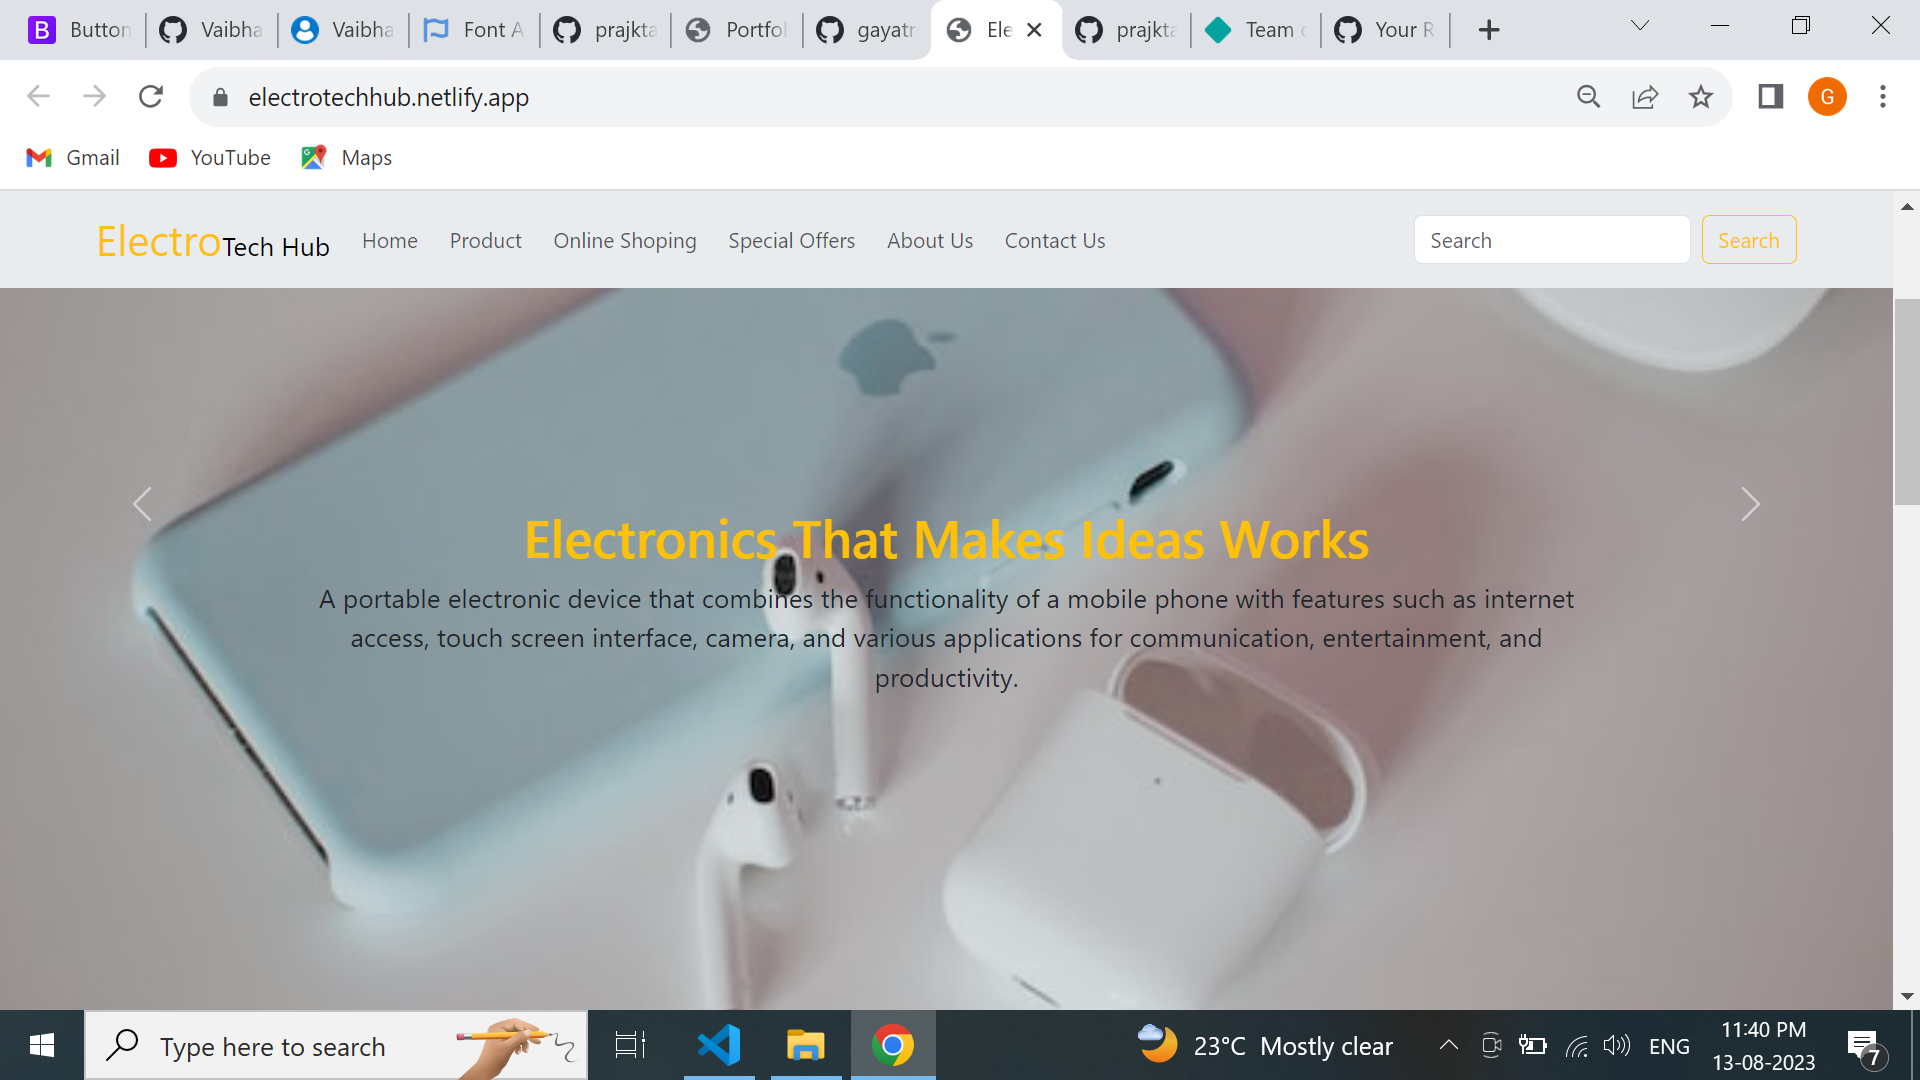 Button
Vaibha
Vaibha
Font A
prajkta
Portfol
gayatr
Ele
prajkta
Team
Your R
electrotechhub.netlify.app
G
Gmail
YouTube
Maps
ElectroTech Hub
Home
Product
Online Shoping
Special Offers
About Us
Contact Us
Search
Search
Electronics That Makes Ideas Works
A portable electronic device that combines the functionality of a mobile phone with features such as internet
access, touch screen interface, camera, and various applications for communication, entertainment, and
productivity.
Type here to search
23°C Mostly clear
ENG
11:40 PM
13-08-2023
7